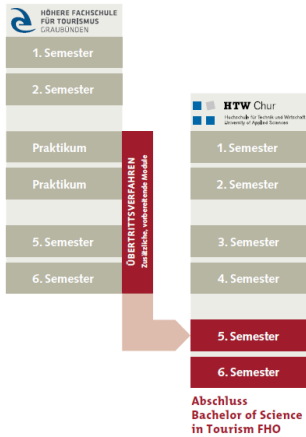 HÖHERE FACHSCHULE
FÜR TOURISMUS
GRAUBÜNDEN
1. Semester
2. Semester
Praktikum
Praktikum
5. Semester
6. Semester
ÜBERTRITTSVERFAHREN
Zusätzliche, vorbereitende Module
HTW Chur
Hochschule für Technik und Wirtschaft
University of Applied Sciences
1. Semester
2. Semester
3. Semester
4. Semester
5. Semester
6. Semester
Abschluss
Bachelor of Science
in Tourism FHO